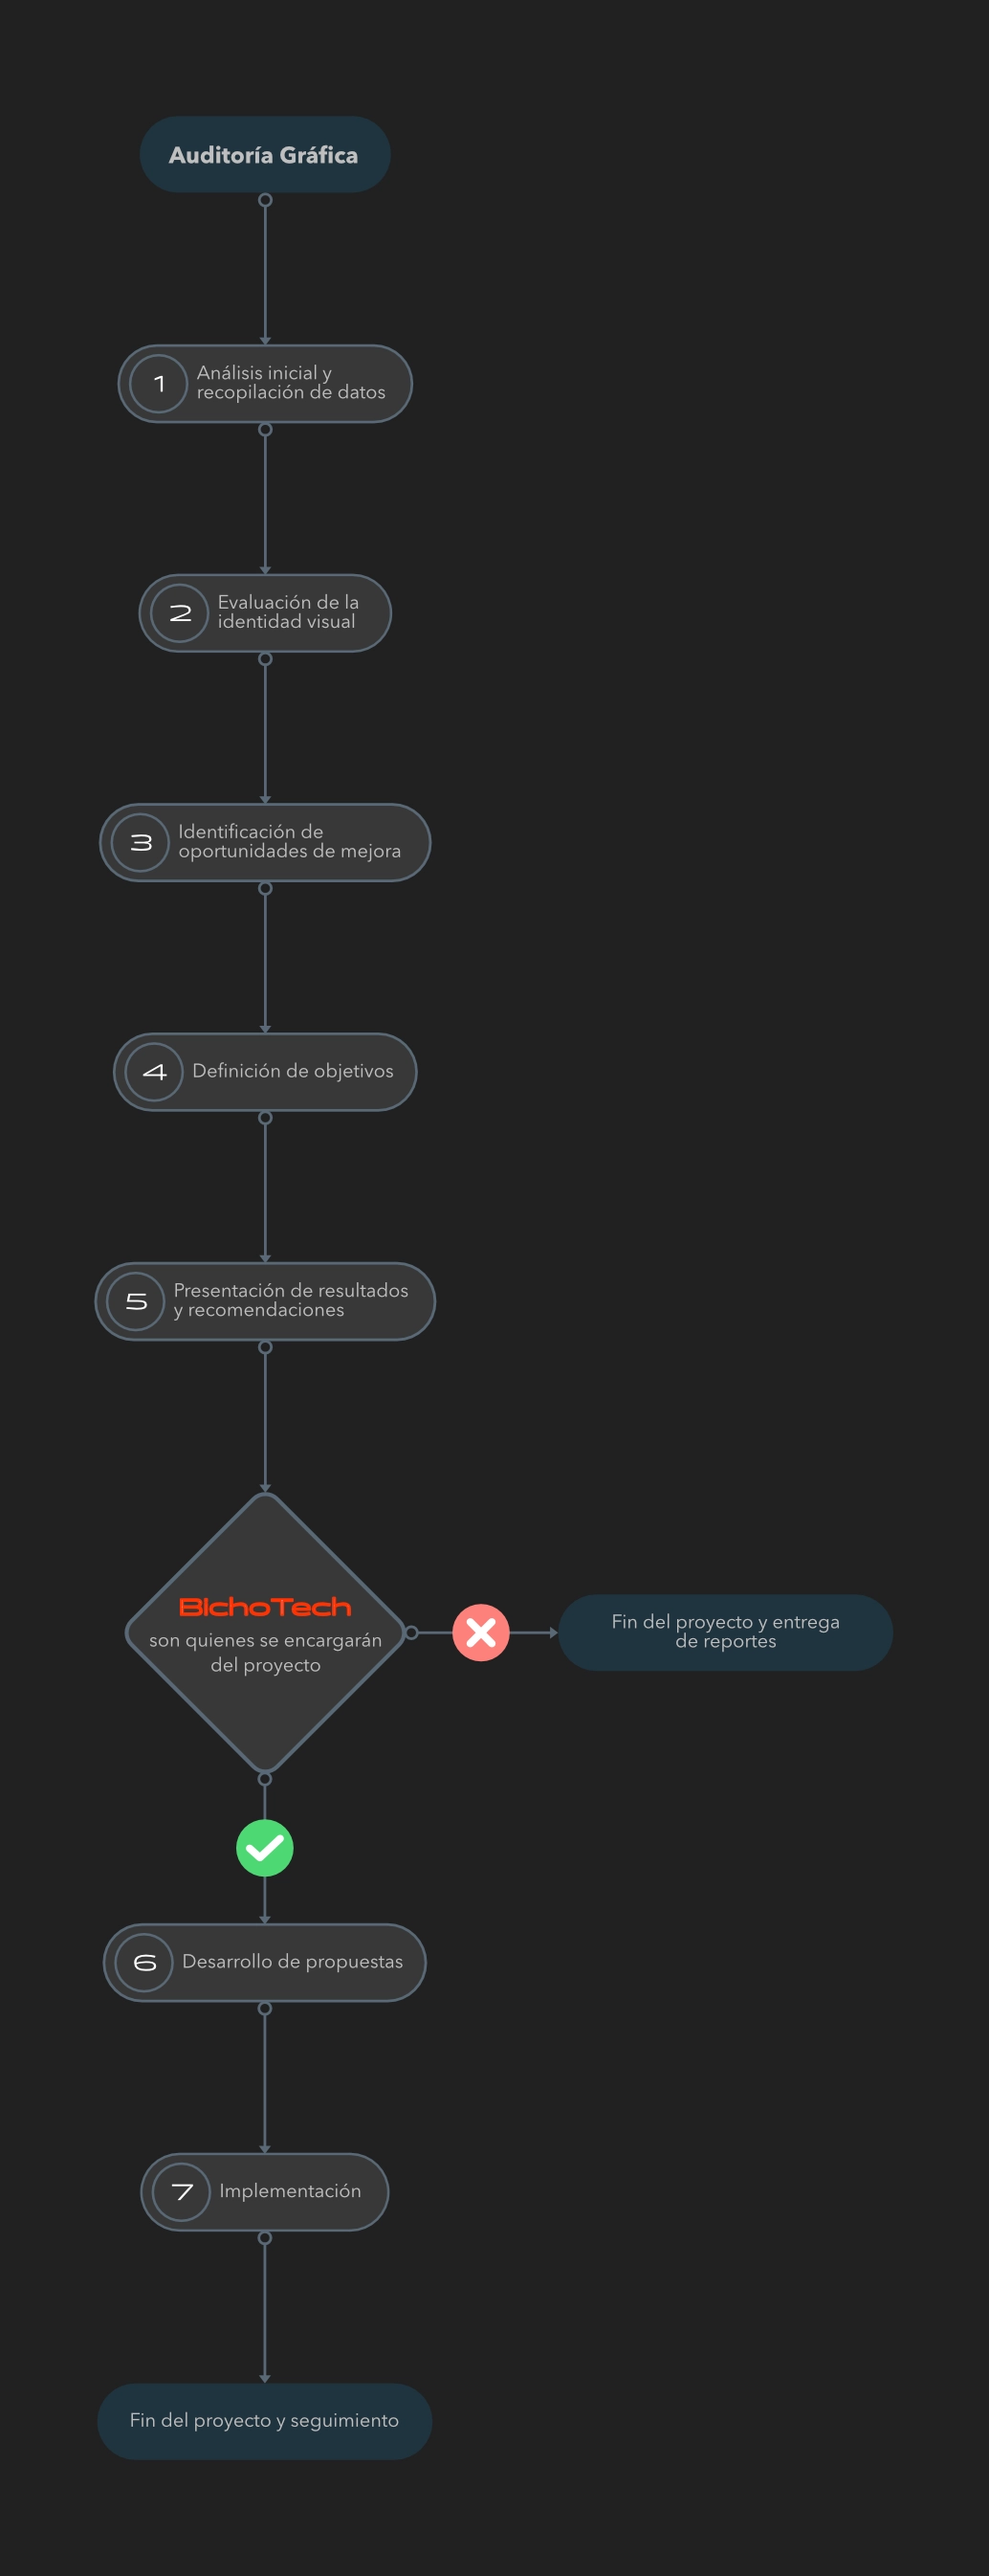 Auditoría Gráfica
1
Análisis inicial y
recopilación de datos
2
Evaluación de la
identidad visual
3
Identificación de
oportunidades de mejora
4
Definición de objetivos
5
Presentación de resultados
y recomendaciones
BIchoTech
son quienes se encargarán
del proyecto
Fin del proyecto y entrega
de reportes
6
Desarrollo de propuestas
7
Implementación
Fin del proyecto y seguimiento